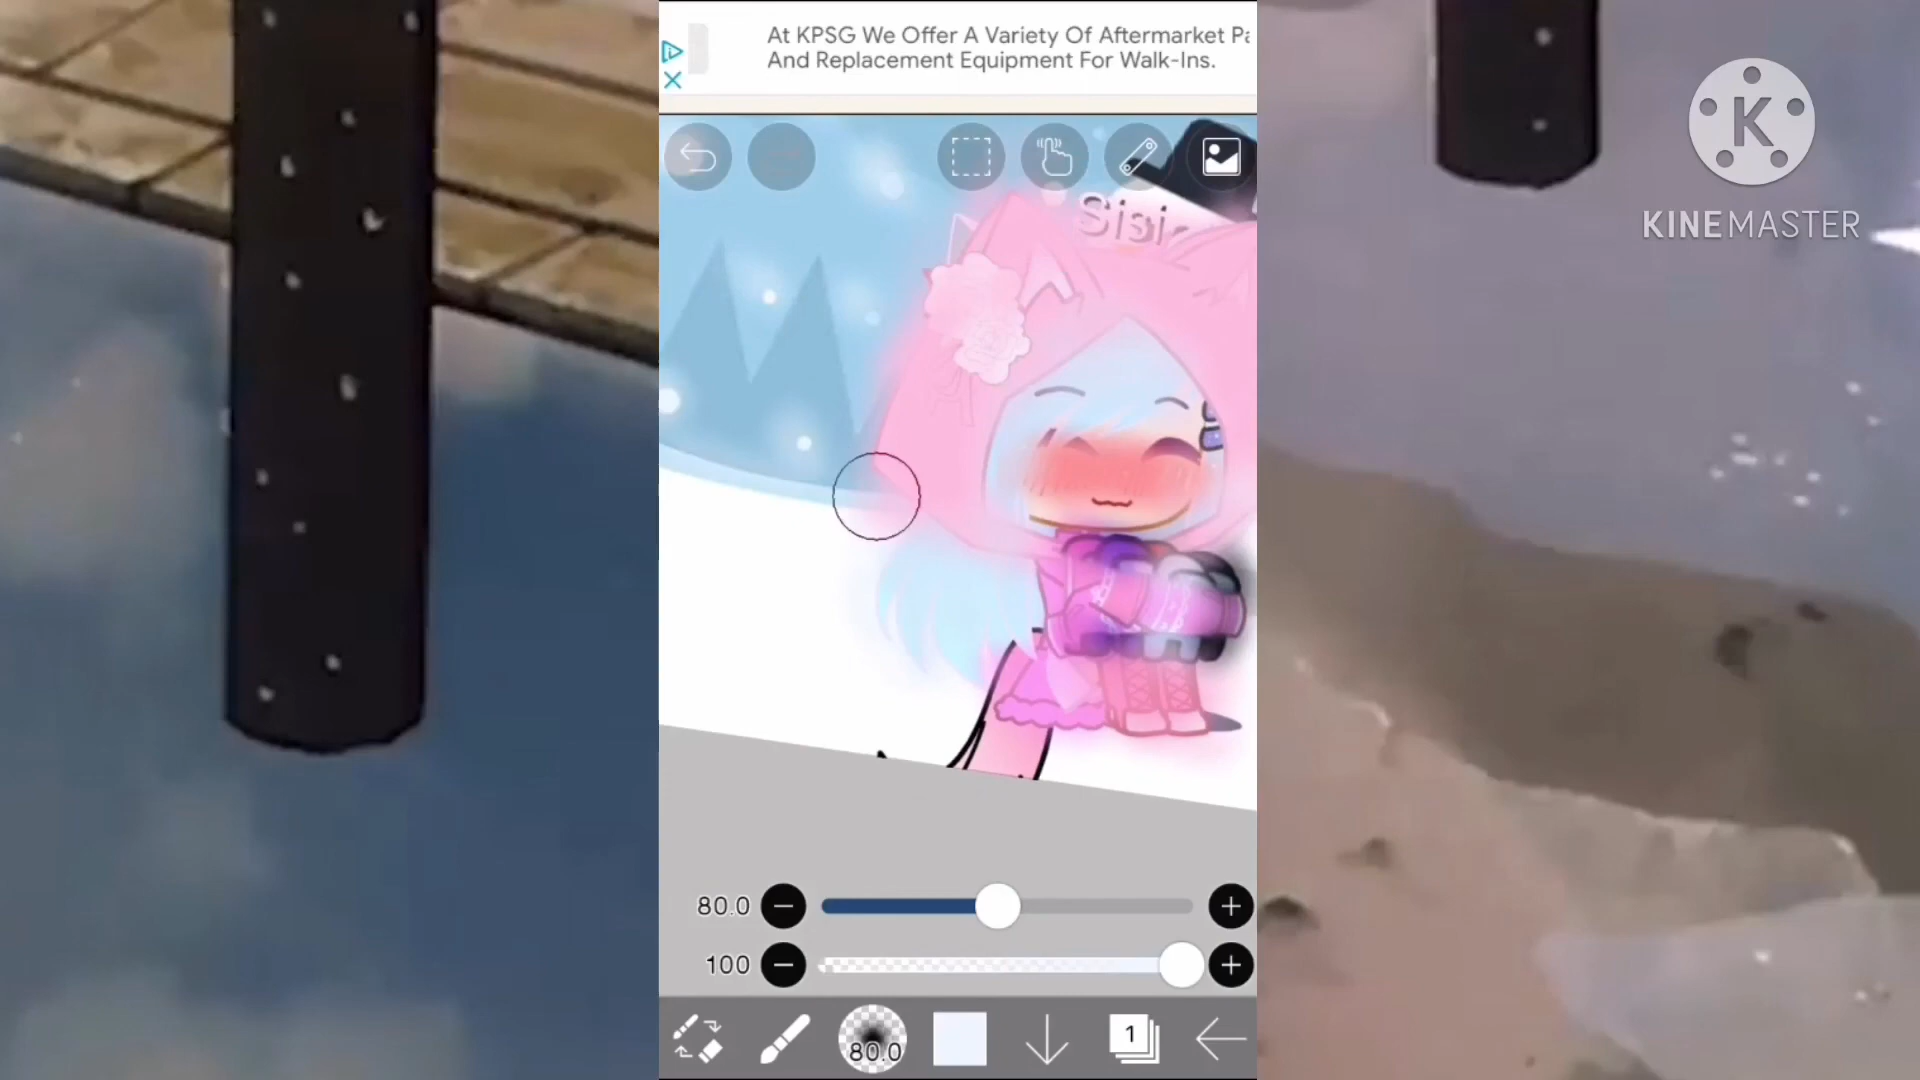 At KPSG We Offer A Variety Of Aftermarket
And Replacement Equipment For Walk-Ins.
K
KINEMASTER
80.0
100
80.0
1